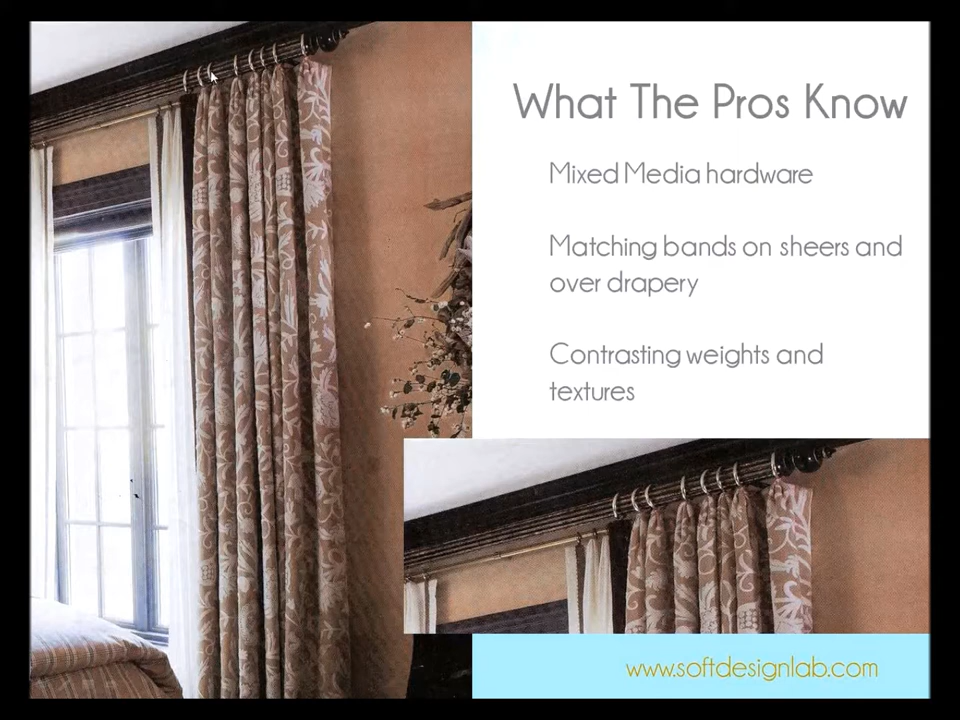 What The Pros Know
Mixed Media hardware
Matching bands on sheers and
over drapery
Contrasting weights and
textures
www.softdesignlab.com